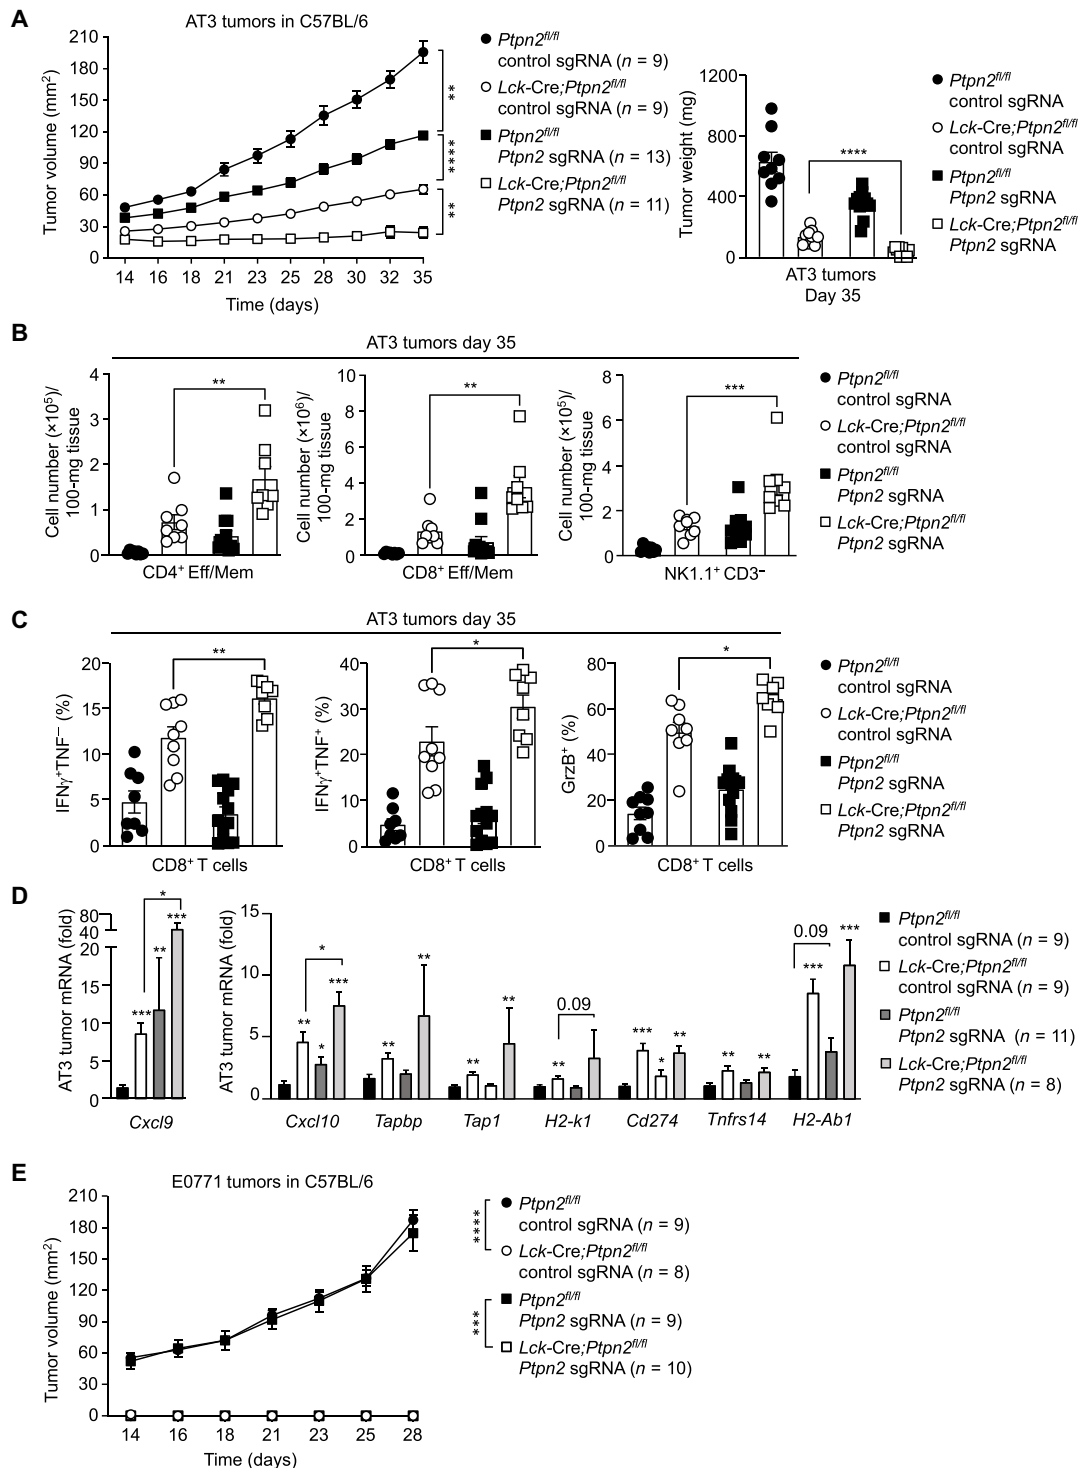 A
AT3 tumors in C57BL/6
Tumor volume (mm²)
210
180
150
120
90
60
30
0
14 16 18 21 23 25 28 30 32 35
Time (days)
**
****
**
Ptpn2fl/fl
control sgRNA (n = 9)
Lck-Cre;Ptpn2fl/fl
control sgRNA (n = 9)
Ptpn2fl/fl
Ptpn2 sgRNA (n = 13)
Lck-Cre;Ptpn2fl/fl
Ptpn2 sgRNA (n = 11)
Tumor weight (mg)
1200
800
400
0
****
AT3 tumors
Day 35
Ptpn2fl/fl
control sgRNA
Lck-Cre;Ptpn2fl/fl
control sgRNA
Ptpn2fl/fl
Ptpn2 sgRNA
Lck-Cre;Ptpn2fl/fl
Ptpn2 sgRNA
B
AT3 tumors day 35
Cell number (×10⁵)/
100-mg tissue
4
3
2
1
0
**
CD4⁺ Eff/Mem
Cell number (×10⁶)/
100-mg tissue
10
8
6
4
2
0
**
CD8⁺ Eff/Mem
Cell number (×10⁵)/
100-mg tissue
8
6
4
2
0
***
NK1.1⁺ CD3⁻
Ptpn2fl/fl
control sgRNA
Lck-Cre;Ptpn2fl/fl
control sgRNA
Ptpn2fl/fl
Ptpn2 sgRNA
Lck-Cre;Ptpn2fl/fl
Ptpn2 sgRNA
C
AT3 tumors day 35
IFNγ⁺TNF⁻ (%)
20
15
10
5
0
**
CD8⁺ T cells
IFNγ⁺TNF⁺ (%)
40
30
20
10
0
*
CD8⁺ T cells
GrzB⁺ (%)
80
60
40
20
0
*
CD8⁺ T cells
Ptpn2fl/fl
control sgRNA
Lck-Cre;Ptpn2fl/fl
control sgRNA
Ptpn2fl/fl
Ptpn2 sgRNA
Lck-Cre;Ptpn2fl/fl
Ptpn2 sgRNA
D
AT3 tumor mRNA (fold)
80
40
20
15
10
5
0
*
***
**
***
Cxcl9
AT3 tumor mRNA (fold)
15
10
5
0
*
** * ***
** **
** **
0.09
**
*** * **
** **
0.09
*** ***
Cxcl10 Tapbp Tap1 H2-k1 Cd274 Tnfrs14 H2-Ab1
Ptpn2fl/fl
control sgRNA (n = 9)
Lck-Cre;Ptpn2fl/fl
control sgRNA (n = 9)
Ptpn2fl/fl
Ptpn2 sgRNA (n = 11)
Lck-Cre;Ptpn2fl/fl
Ptpn2 sgRNA (n = 8)
E
E0771 tumors in C57BL/6
Tumor volume (mm²)
210
180
150
120
90
60
30
0
14 16 18 21 23 25 28
Time (days)
****
***
Ptpn2fl/fl
control sgRNA (n = 9)
Lck-Cre;Ptpn2fl/fl
control sgRNA (n = 8)
Ptpn2fl/fl
Ptpn2 sgRNA (n = 9)
Lck-Cre;Ptpn2fl/fl
Ptpn2 sgRNA (n = 10)